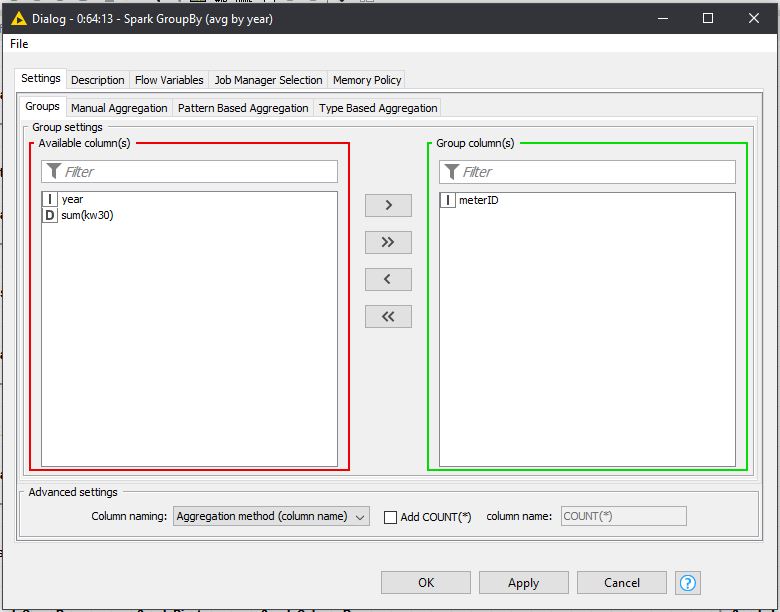 Dialog - 0:64:13 - Spark GroupBy (avg by year)
File
Settings Description Flow Variables Job Manager Selection Memory Policy
Groups Manual Aggregation Pattern Based Aggregation Type Based Aggregation
Group settings
Available column(s) Group column(s)
Filter Filter
I year > I meterID
D sum(kw30)
>>
<
<<
Advanced settings
Column naming: Aggregation method (column name) Add COUNT(*) column name: COUNT(*)
OK Apply Cancel ?